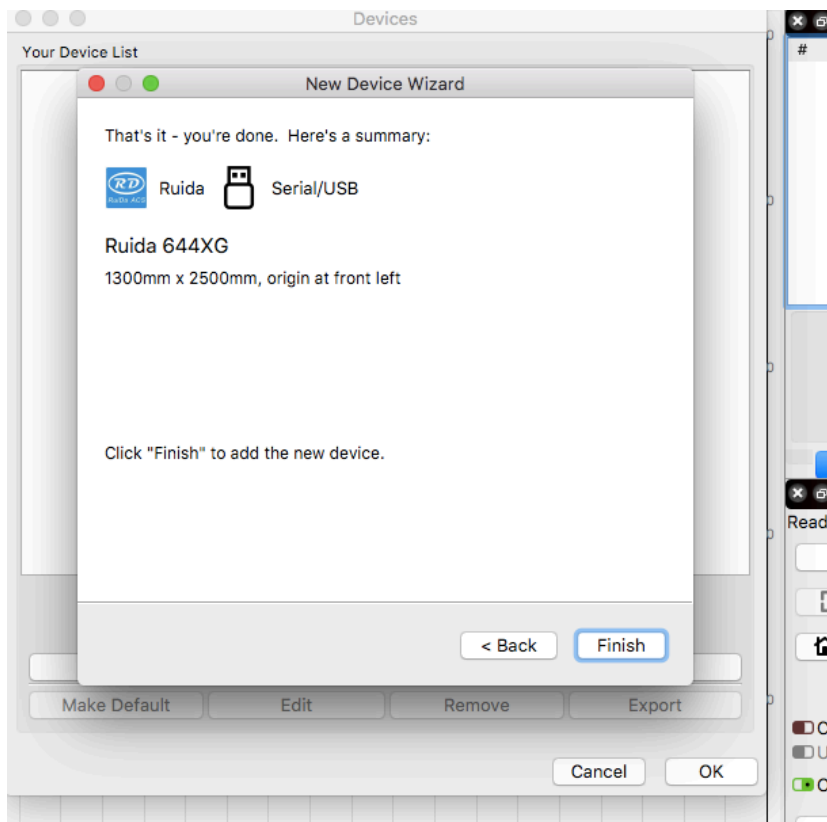 Devices
Your Device List
#
New Device Wizard
That's it - you're done. Here's a summary:
RD
RuiDa ACS
Ruida
Serial/USB
Ruida 644XG
1300mm x 2500mm, origin at front left
Click "Finish" to add the new device.
Read
< Back
Finish
Make Default
Edit
Remove
Export
Cancel
OK